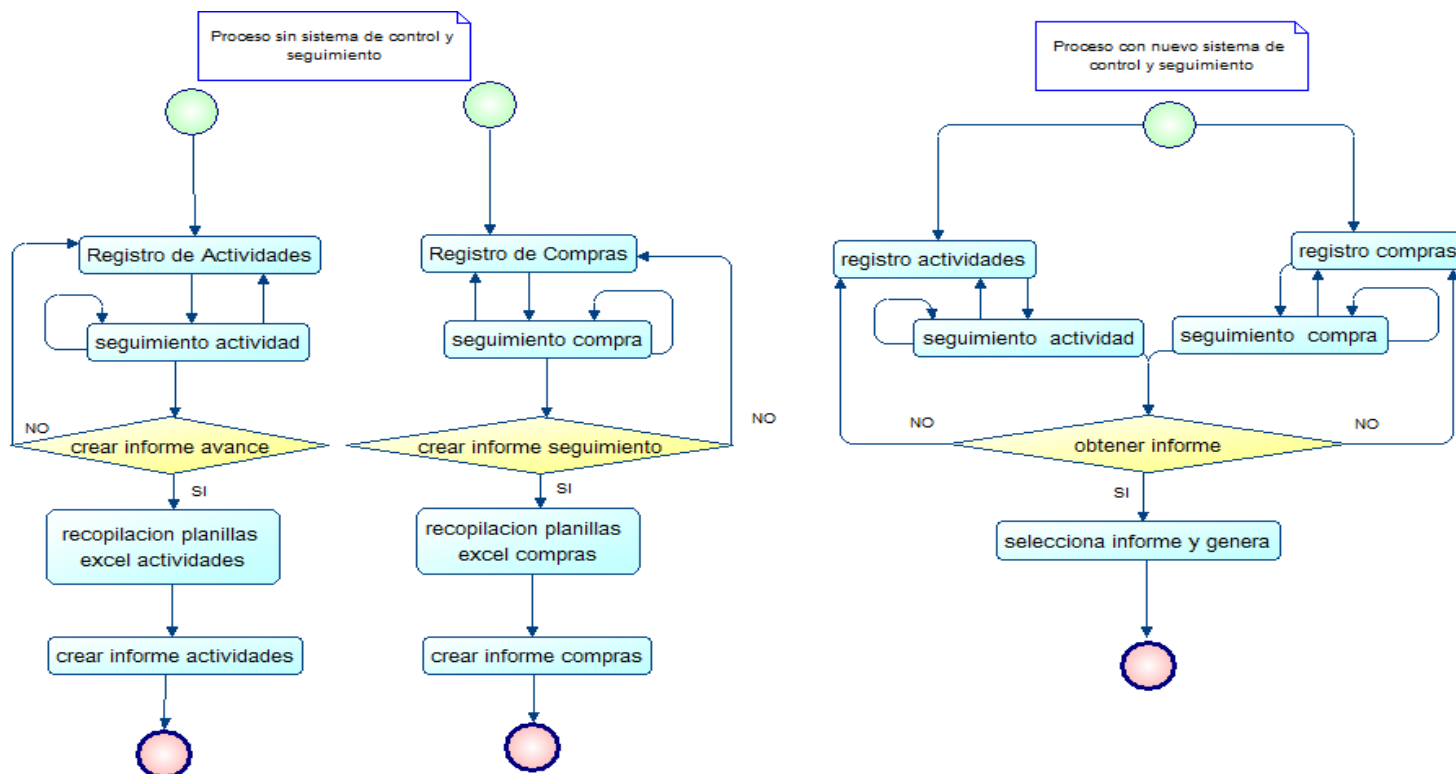 Proceso sin sistema de control y
seguimiento
Registro de Actividades
seguimiento actividad
NO
crear informe avance
SI
recopilacion planillas
excel actividades
crear informe actividades
Registro de Compras
seguimiento compra
NO
crear informe seguimiento
SI
recopilacion planillas
excel compras
crear informe compras
Proceso con nuevo sistema de
control y seguimiento
registro actividades
registro compras
seguimiento actividad
seguimiento compra
NO
NO
obtener informe
SI
selecciona informe y genera